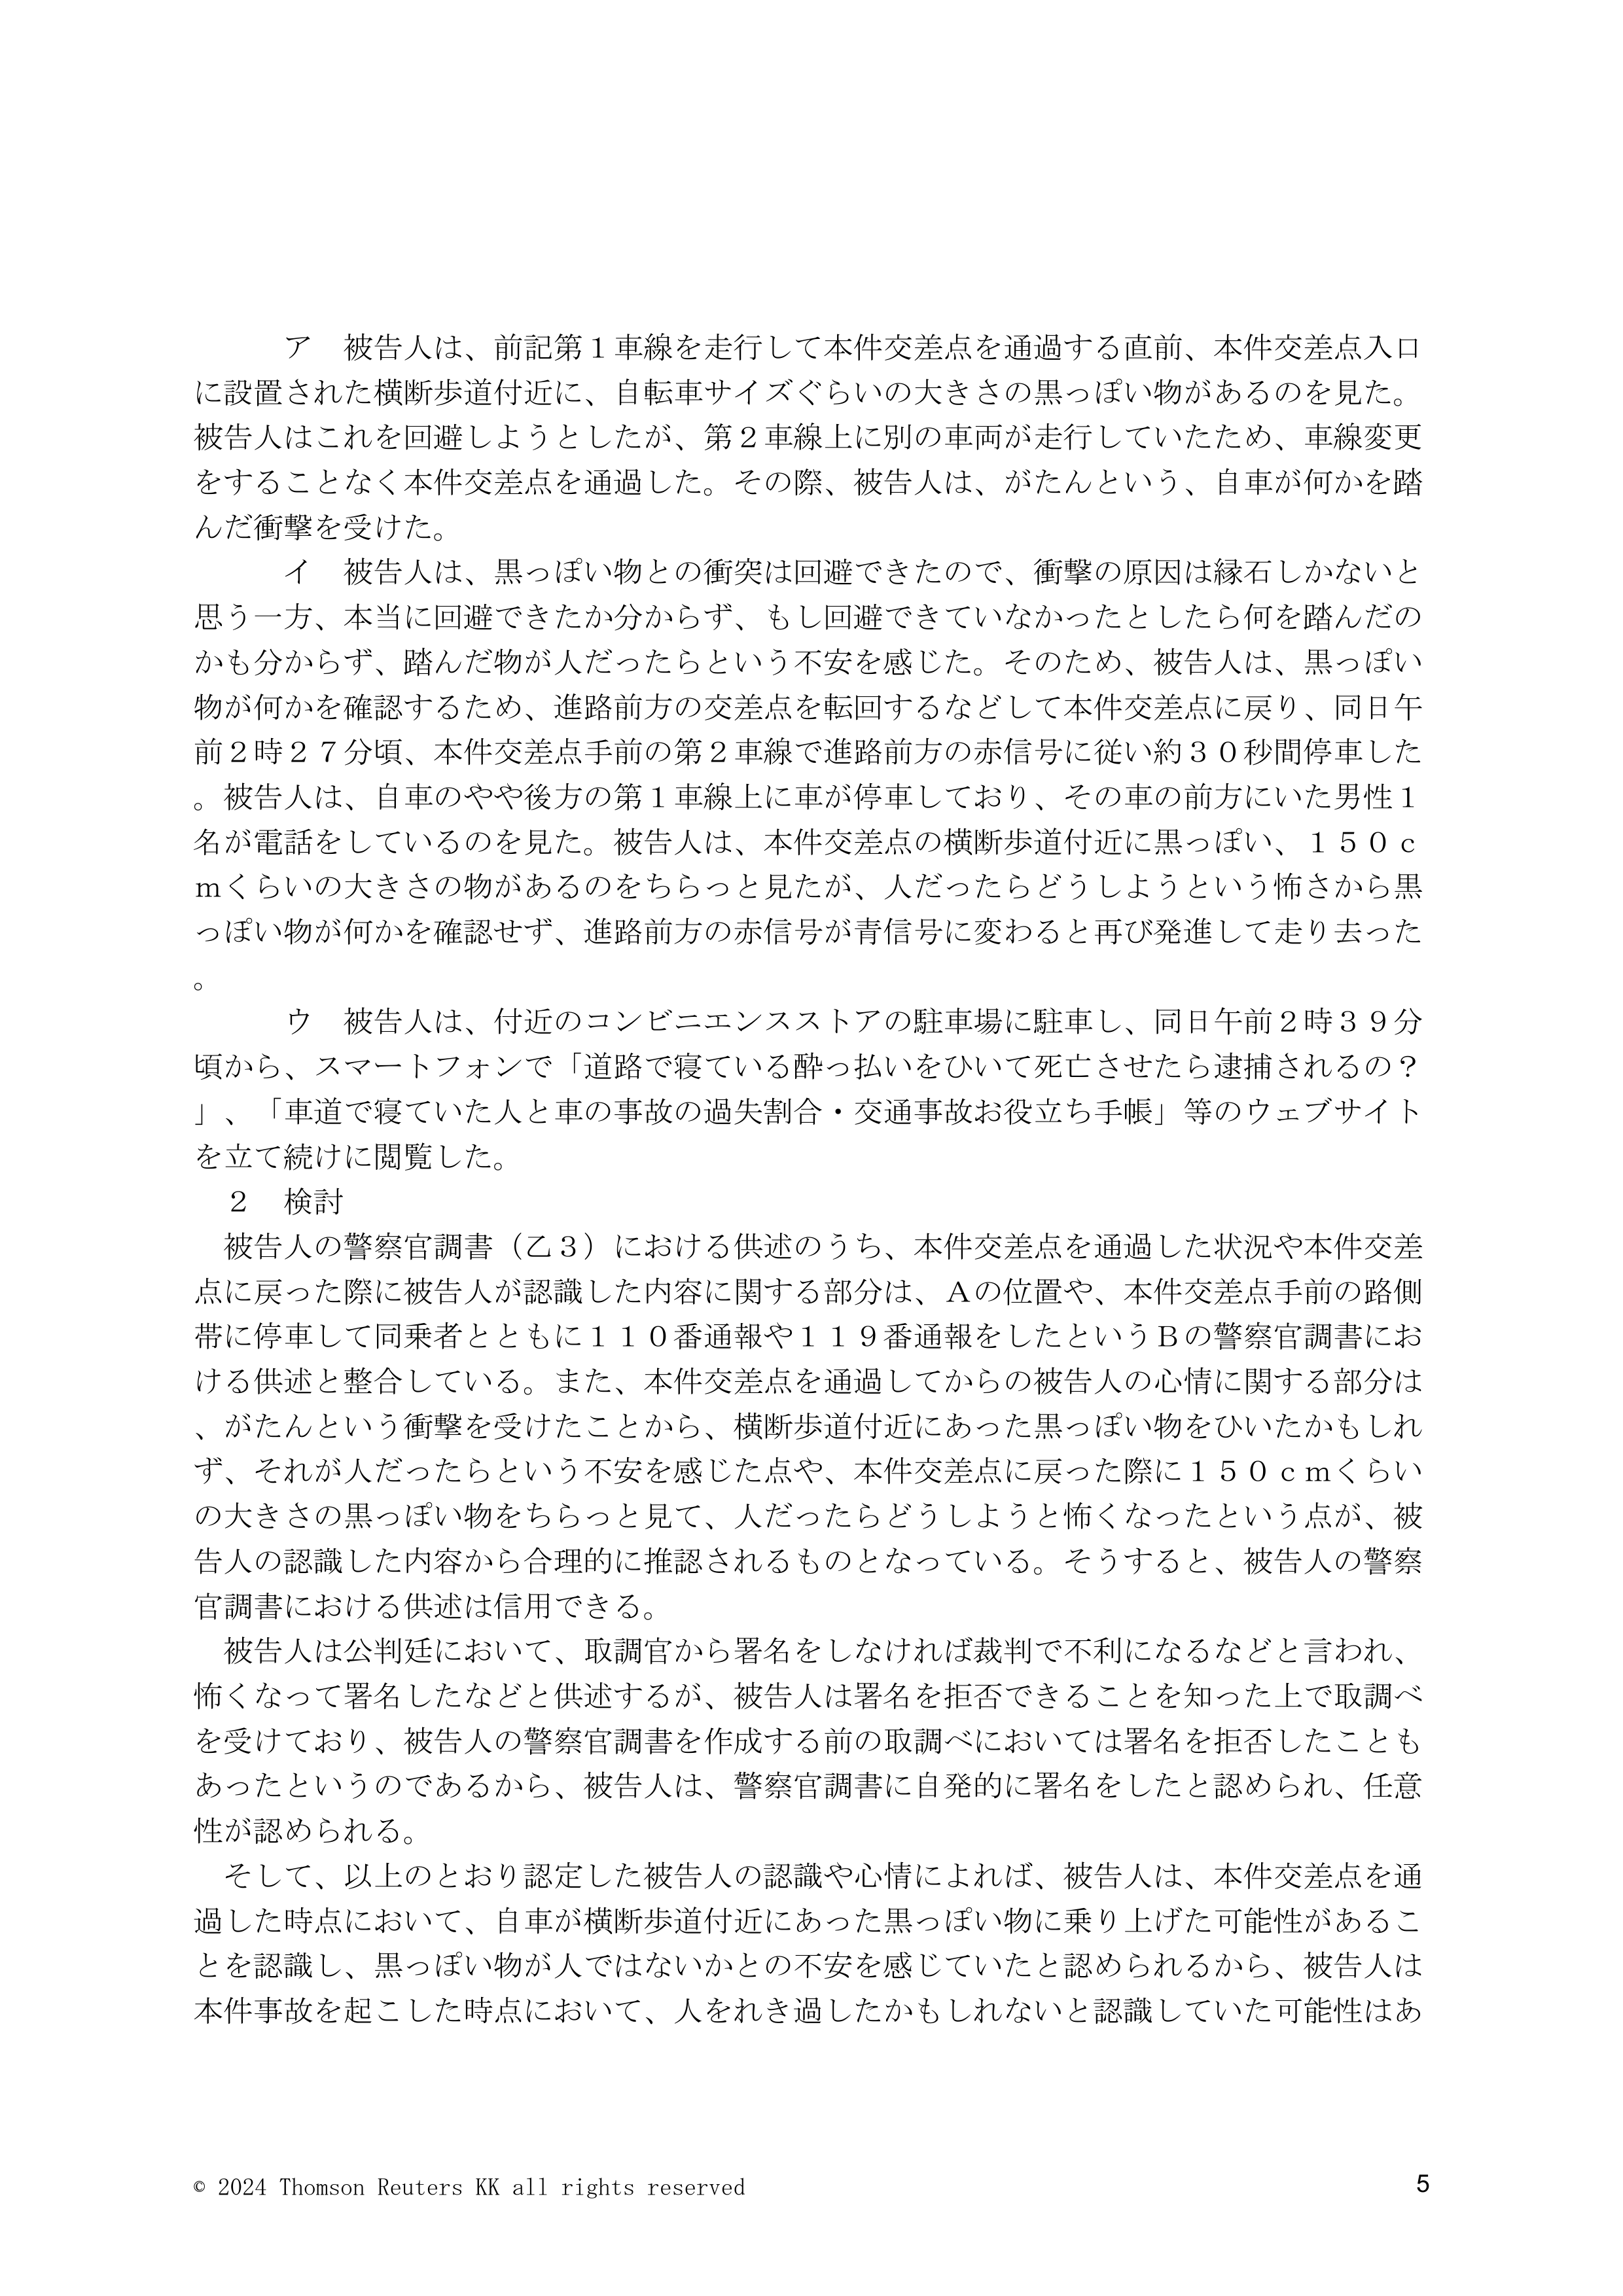 ア　被告人は、前記第１車線を走行して本件交差点を通過する直前、本件交差点入口
に設置された横断歩道付近に、自転車サイズぐらいの大きさの黒っぽい物があるのを見た。
被告人はこれを回避しようとしたが、第２車線上に別の車両が走行していたため、車線変更
をすることなく本件交差点を通過した。その際、被告人は、がたんという、自車が何かを踏
んだ衝撃を受けた。
　　　イ　被告人は、黒っぽい物との衝突は回避できたので、衝撃の原因は縁石しかないと
思う一方、本当に回避できたか分からず、もし回避できていなかったとしたら何を踏んだの
かも分からず、踏んだ物が人だったらという不安を感じた。そのため、被告人は、黒っぽい
物が何かを確認するため、進路前方の交差点を転回するなどして本件交差点に戻り、同日午
前２時２７分頃、本件交差点手前の第２車線で進路前方の赤信号に従い約３０秒間停車した
。被告人は、自車のやや後方の第１車線上に車が停車しており、その車の前方にいた男性１
名が電話をしているのを見た。被告人は、本件交差点の横断歩道付近に黒っぽい、１５０ｃ
ｍくらいの大きさの物があるのをちらっと見たが、人だったらどうしようという怖さから黒
っぽい物が何かを確認せず、進路前方の赤信号が青信号に変わると再び発進して走り去った
。
　　　ウ　被告人は、付近のコンビニエンスストアの駐車場に駐車し、同日午前２時３９分
頃から、スマートフォンで「道路で寝ている酔っ払いをひいて死亡させたら逮捕されるの？
」、「車道で寝ていた人と車の事故の過失割合・交通事故お役立ち手帳」等のウェブサイト
を立て続けに閲覧した。
　２　検討
　被告人の警察官調書（乙３）における供述のうち、本件交差点を通過した状況や本件交差
点に戻った際に被告人が認識した内容に関する部分は、Ａの位置や、本件交差点手前の路側
帯に停車して同乗者とともに１１０番通報や１１９番通報をしたというＢの警察官調書にお
ける供述と整合している。また、本件交差点を通過してからの被告人の心情に関する部分は
、がたんという衝撃を受けたことから、横断歩道付近にあった黒っぽい物をひいたかもしれ
ず、それが人だったらという不安を感じた点や、本件交差点に戻った際に１５０ｃｍくらい
の大きさの黒っぽい物をちらっと見て、人だったらどうしようと怖くなったという点が、被
告人の認識した内容から合理的に推認されるものとなっている。そうすると、被告人の警察
官調書における供述は信用できる。
　被告人は公判廷において、取調官から署名をしなければ裁判で不利になるなどと言われ、
怖くなって署名したなどと供述するが、被告人は署名を拒否できることを知った上で取調べ
を受けており、被告人の警察官調書を作成する前の取調べにおいては署名を拒否したことも
あったというのであるから、被告人は、警察官調書に自発的に署名をしたと認められ、任意
性が認められる。
　そして、以上のとおり認定した被告人の認識や心情によれば、被告人は、本件交差点を通
過した時点において、自車が横断歩道付近にあった黒っぽい物に乗り上げた可能性があるこ
とを認識し、黒っぽい物が人ではないかとの不安を感じていたと認められるから、被告人は
本件事故を起こした時点において、人をれき過したかもしれないと認識していた可能性はあ
© 2024 Thomson Reuters KK all rights reserved
5